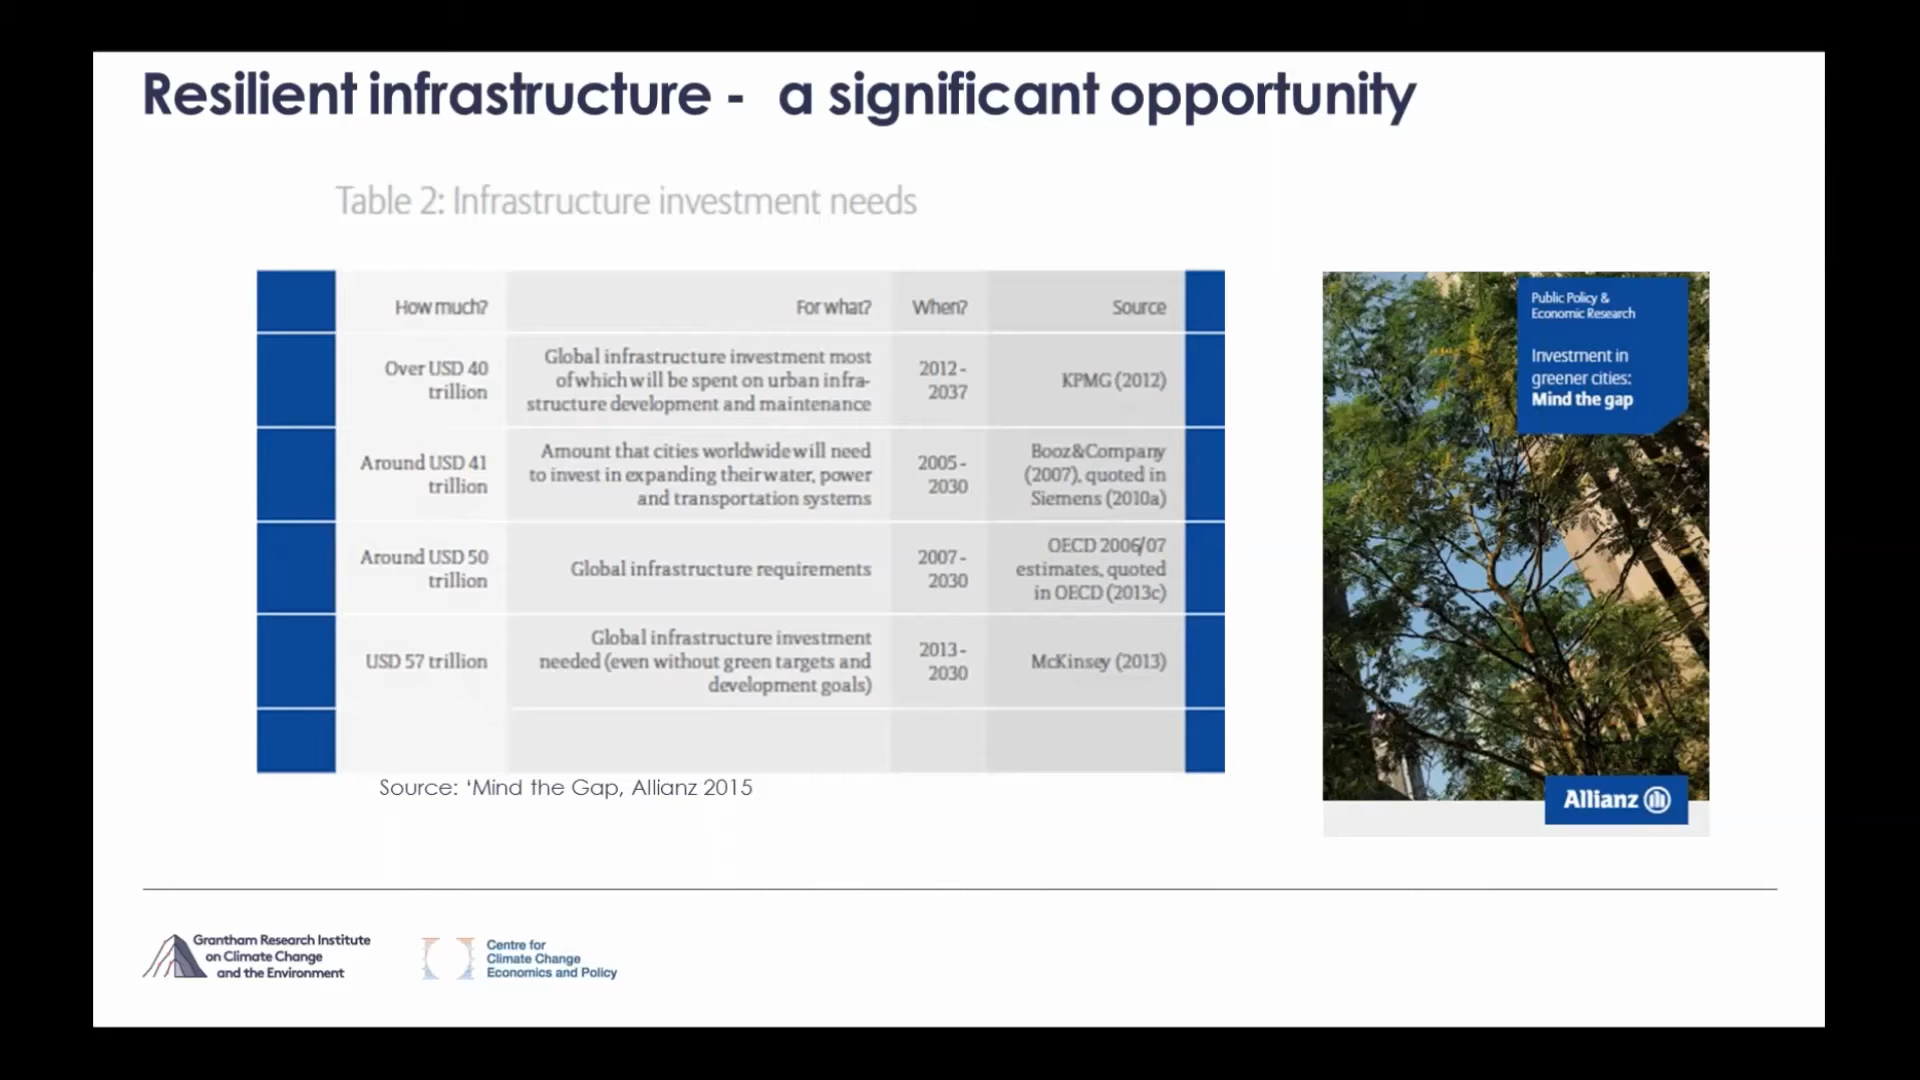 Resilient infrastructure - a significant opportunity
Table 2: Infrastructure investment needs
How much?
For what?
When?
Source
Over USD 40
trillion
Global infrastructure investment most
of which will be spent on urban infra-
structure development and maintenance
2012 -
2037
KPMG (2012)
Around USD 41
trillion
Amount that cities worldwide will need
to invest in expanding their water, power
and transportation systems
2005 -
2030
Booz&Company
(2007), quoted in
Siemens (2010a)
Around USD 50
trillion
Global infrastructure requirements
2007 -
2030
OECD 2006/07
estimates, quoted
in OECD (2013c)
USD 57 trillion
Global infrastructure investment
needed (even without green targets and
development goals)
2013 -
2030
McKinsey (2013)
Source: ‘Mind the Gap, Allianz 2015
Public Policy &
Economic Research
Investment in
greener cities:
Mind the gap
Allianz
Grantham Research Institute
on Climate Change
and the Environment
Centre for
Climate Change
Economics and Policy